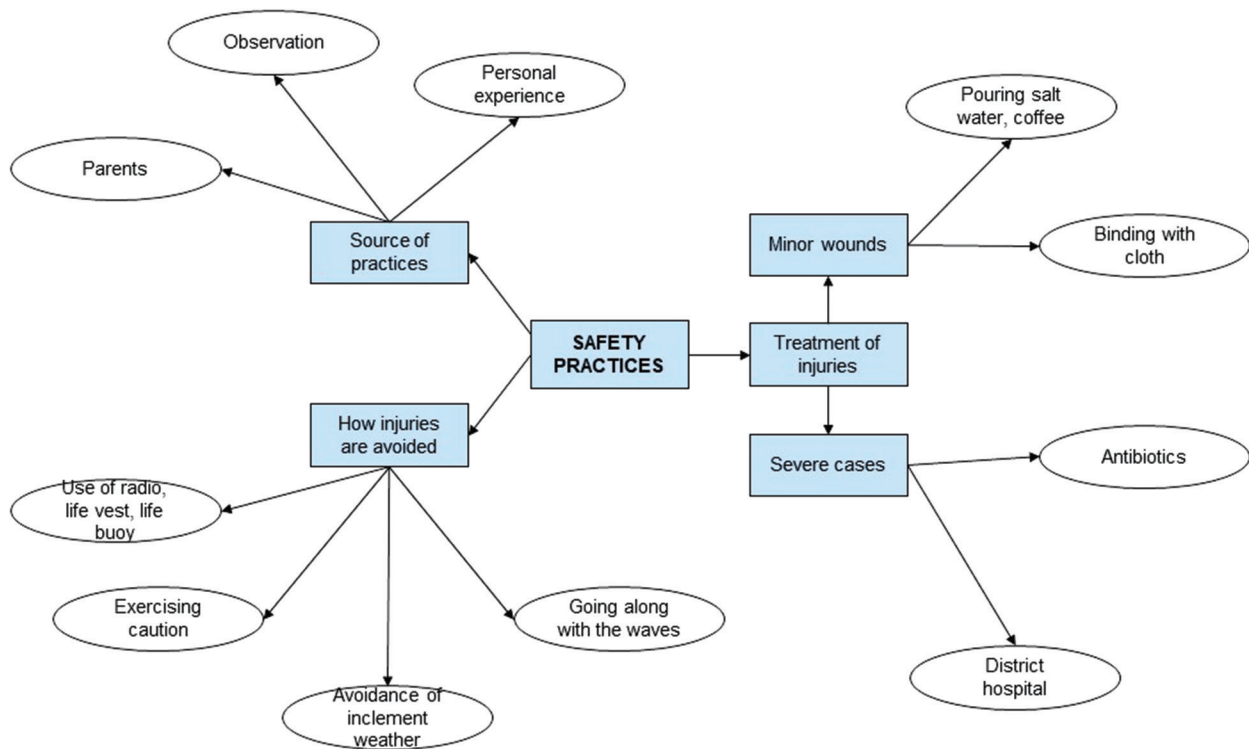 Observation
Personal
experience
Parents
Source of
practices
Pouring salt
water, coffee
Minor wounds
Binding with
cloth
SAFETY
PRACTICES
Treatment of
injuries
How injuries
are avoided
Severe cases
Antibiotics
Use of radio,
life vest, life
buoy
Exercising
caution
Going along
with the waves
Avoidance of
inclement
weather
District
hospital